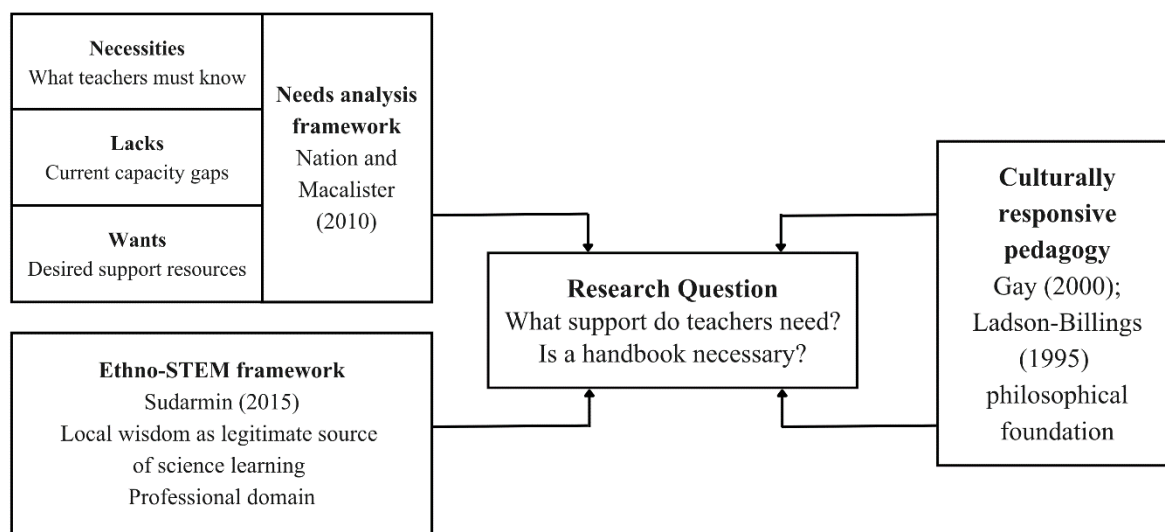 Necessities
What teachers must know
Lacks
Current capacity gaps
Wants
Desired support resources
Needs analysis
framework
Nation and
Macalister
(2010)
Ethno-STEM framework
Sudarmin (2015)
Local wisdom as legitimate source
of science learning
Professional domain
Research Question
What support do teachers need?
Is a handbook necessary?
Culturally
responsive
pedagogy
Gay (2000);
Ladson-Billings
(1995)
philosophical
foundation